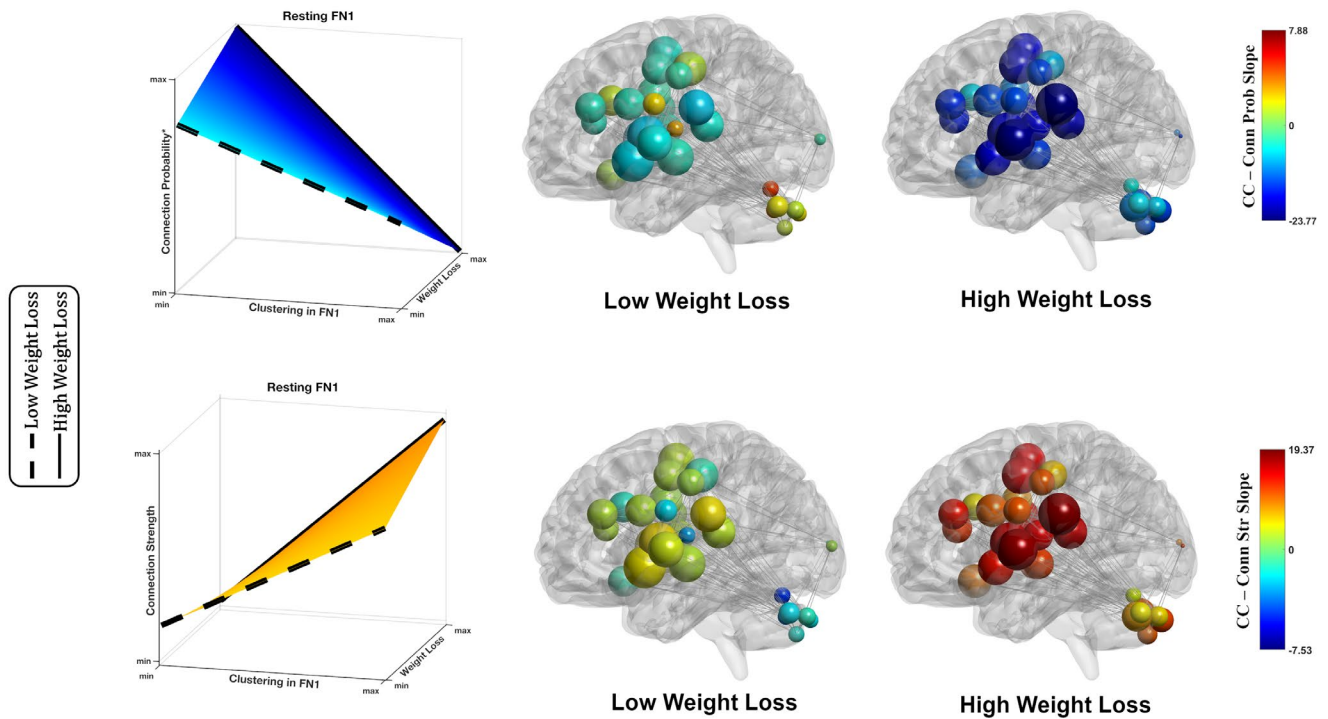 Resting FN1
max
Connection Probability*
min
min
Clustering in FN1
max
min
Weight Loss
max
Low Weight Loss
High Weight Loss
7.88
0
-23.77
CC – Conn Prob Slope
Low Weight Loss
High Weight Loss
Resting FN1
max
Connection Strength
min
min
Clustering in FN1
max
min
Weight Loss
max
Low Weight Loss
High Weight Loss
19.37
0
-7.53
CC – Conn Str Slope